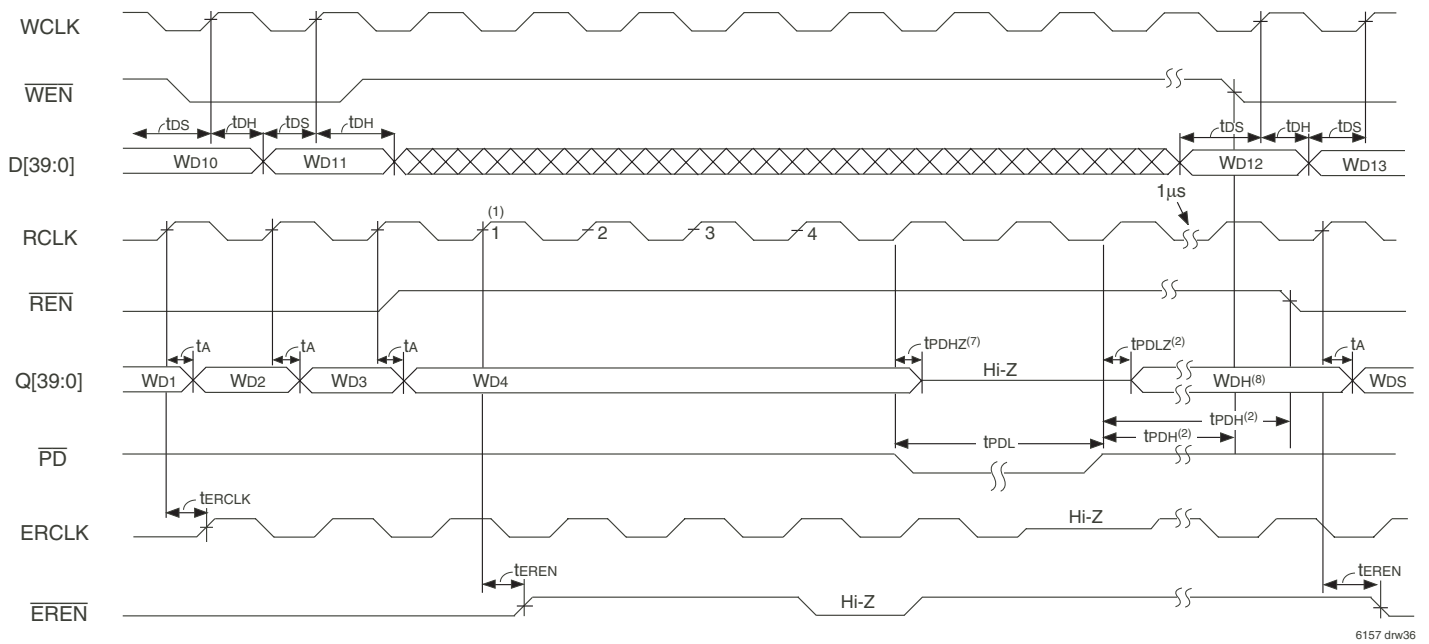 WCLK
WEN
tDS tDH tDS tDH tDS tDH tDS
D[39:0] WD10 WD11 WD12 WD13
1µs
(1)
RCLK 1 2 3 4
REN
tA tA tA tPDHZ(7) tPDLZ(2) tA
Q[39:0] WD1 WD2 WD3 WD4 Hi-Z WDH(8) WDS
tPDH(2)
tPDL tPDH(2)
PD
tERCLK
ERCLK Hi-Z
tEREN tEREN
EREN Hi-Z
6157 drw36